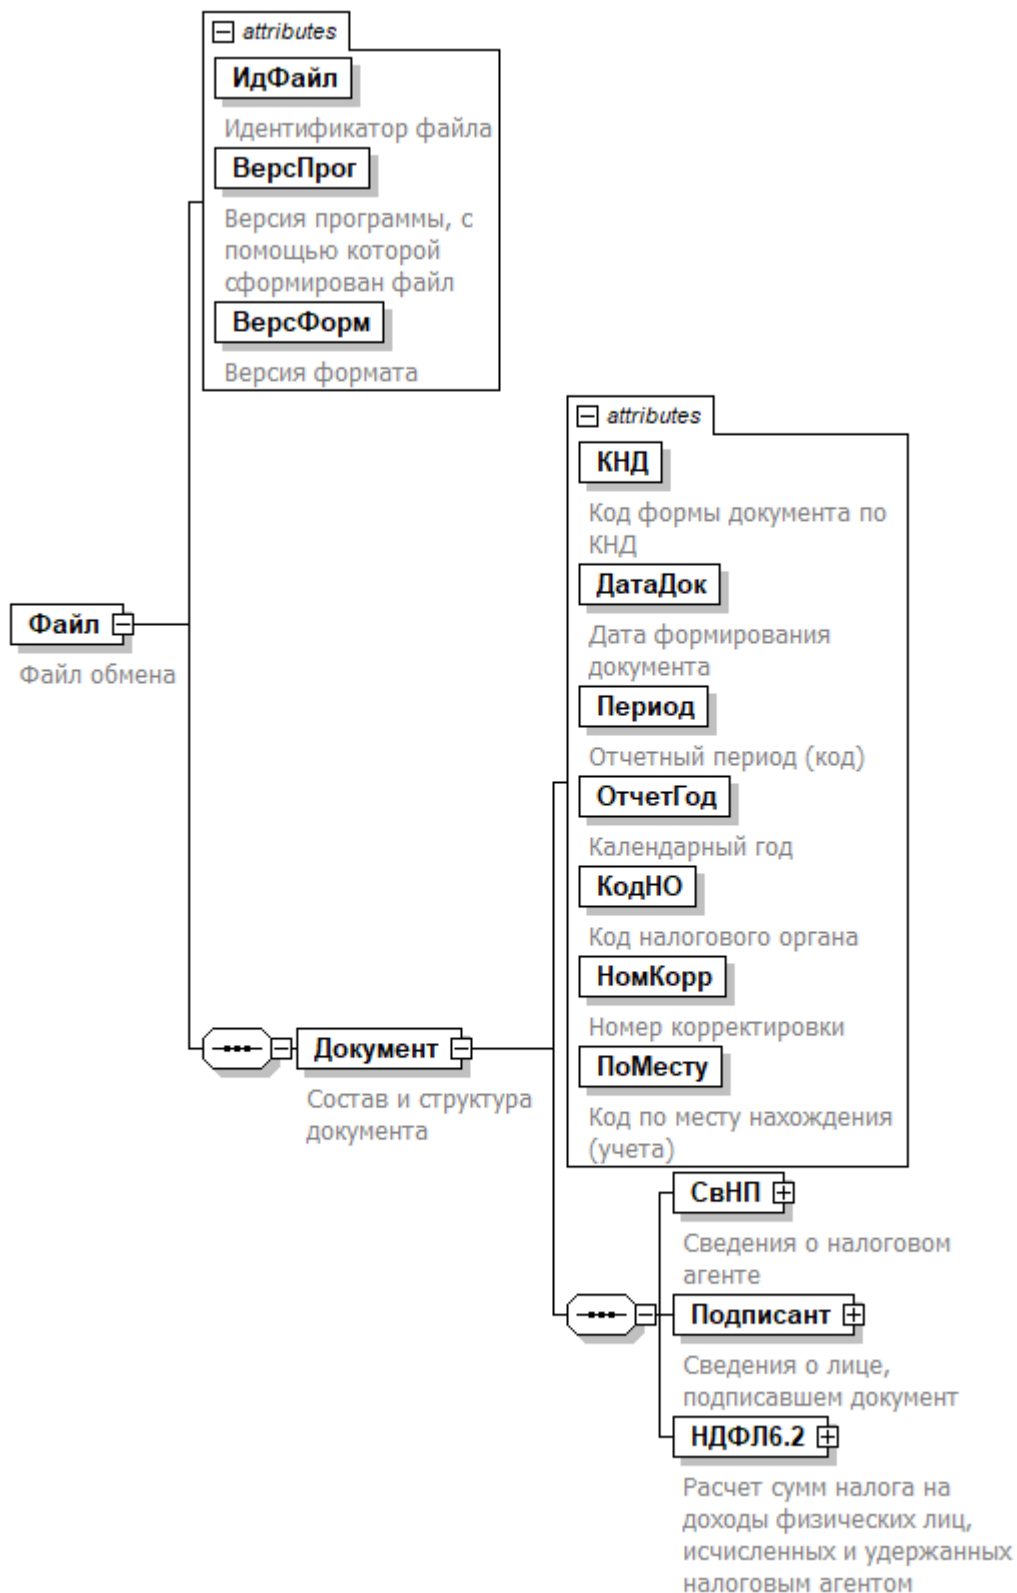 attributes
ИдФайл
Идентификатор файла
ВерсПрог
Версия программы, с
помощью которой
сформирован файл
ВерсФорм
Версия формата
Файл
Файл обмена
Документ
Состав и структура
документа
attributes
КНД
Код формы документа по
КНД
ДатаДок
Дата формирования
документа
Период
Отчетный период (код)
ОтчетГод
Календарный год
КодНО
Код налогового органа
НомКорр
Номер корректировки
ПоМесту
Код по месту нахождения
(учета)
СвНП
Сведения о налоговом
агенте
Подписант
Сведения о лице,
подписавшем документ
НДФЛ6.2
Расчет сумм налога на
доходы физических лиц,
исчисленных и удержанных
налоговым агентом